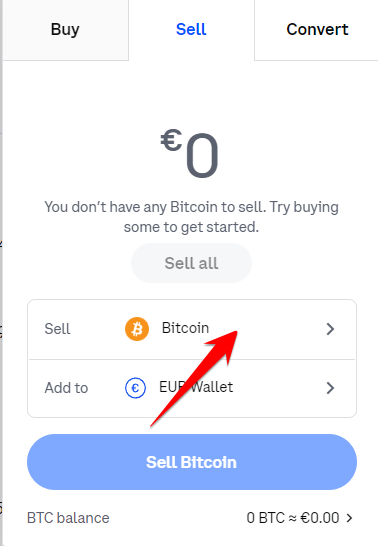 Buy Sell Convert
€0
You don't have any Bitcoin to sell. Try buying
some to get started.
Sell all
Sell Bitcoin
Add to € EUR Wallet
Sell Bitcoin
BTC balance 0 BTC ≈ €0.00